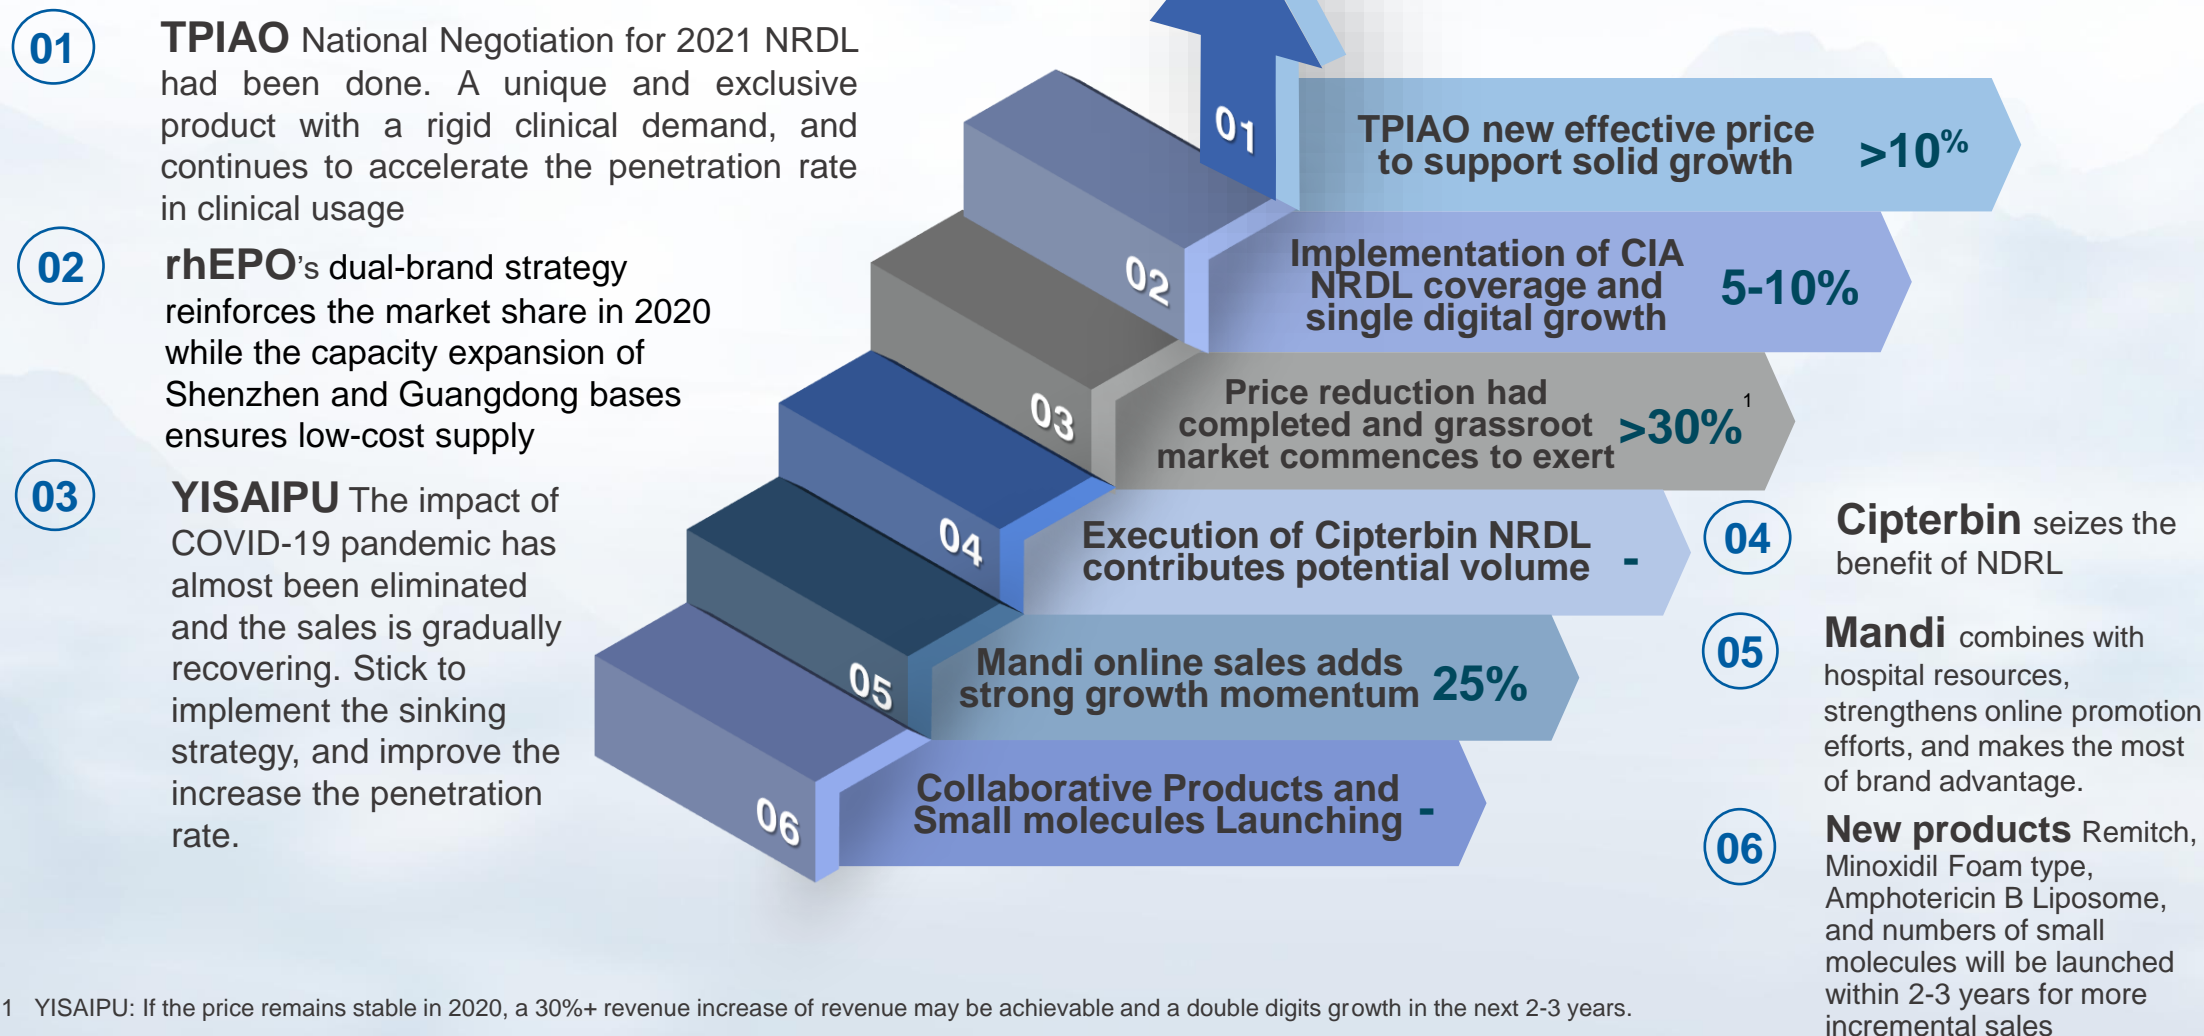 01
TPIAO National Negotiation for 2021 NRDL
had been done. A unique and exclusive
product with a rigid clinical demand, and
continues to accelerate the penetration rate
in clinical usage
02
rhEPO's dual-brand strategy
reinforces the market share in 2020
while the capacity expansion of
Shenzhen and Guangdong bases
ensures low-cost supply
03
YISAIPU The impact of
COVID-19 pandemic has
almost been eliminated
and the sales is gradually
recovering. Stick to
implement the sinking
strategy, and improve the
increase the penetration
rate.
01
TPIAO new effective price
to support solid growth
>10%
02
Implementation of CIA
NRDL coverage and
single digital growth
5-10%
03
Price reduction had
completed and grassroot
market commences to exert
>30%1
04
Execution of Cipterbin NRDL
contributes potential volume
-
05
Mandi online sales adds
strong growth momentum
25%
06
Collaborative Products and
Small molecules Launching
-
04
Cipterbin seizes the
benefit of NDRL
05
Mandi combines with
hospital resources,
strengthens online promotion
efforts, and makes the most
of brand advantage.
06
New products Remitch,
Minoxidil Foam type,
Amphotericin B Liposome,
and numbers of small
molecules will be launched
within 2-3 years for more
incremental sales
1 YISAIPU: If the price remains stable in 2020, a 30%+ revenue increase of revenue may be achievable and a double digits growth in the next 2-3 years.